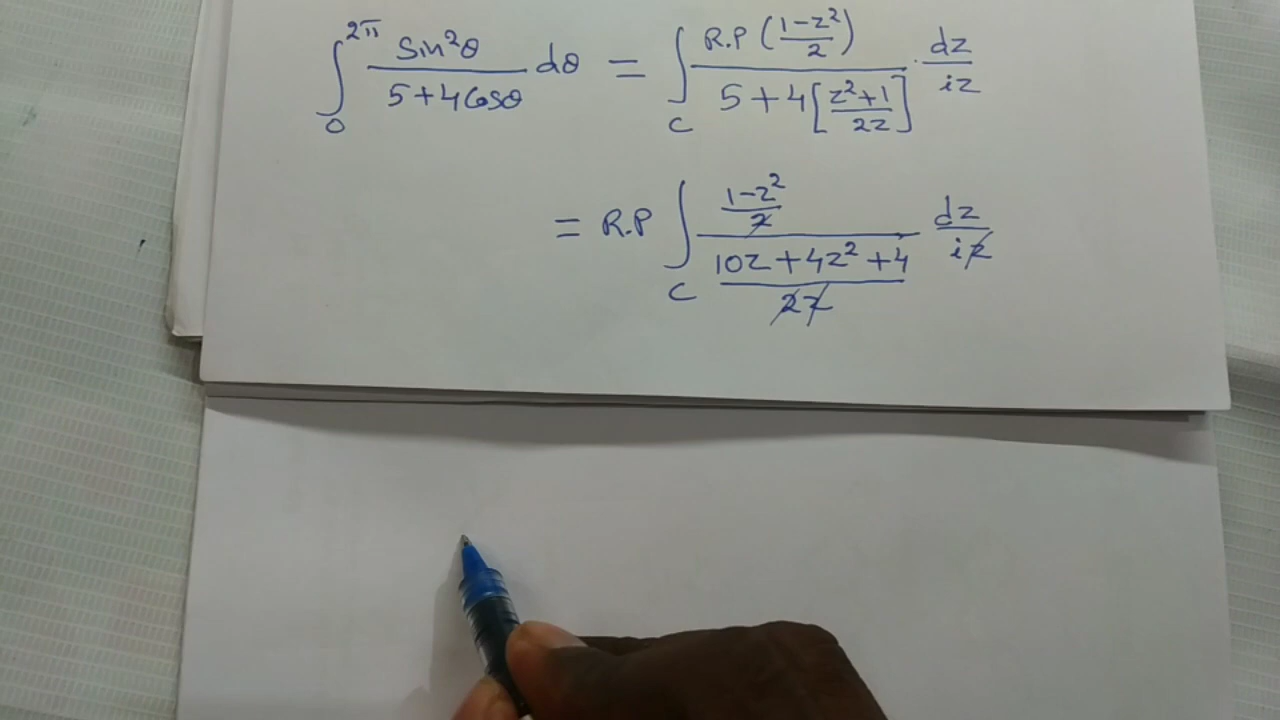 ∫₀^2π sin²θ/(5+4cosθ) dθ = ∫_C R.P((1-z²)/2)/(5+4[(z²+1)/2z]) · dz/iz
= R.P ∫_C ((1-z²)/2)/((10z+4z²+4)/2z) dz/iz